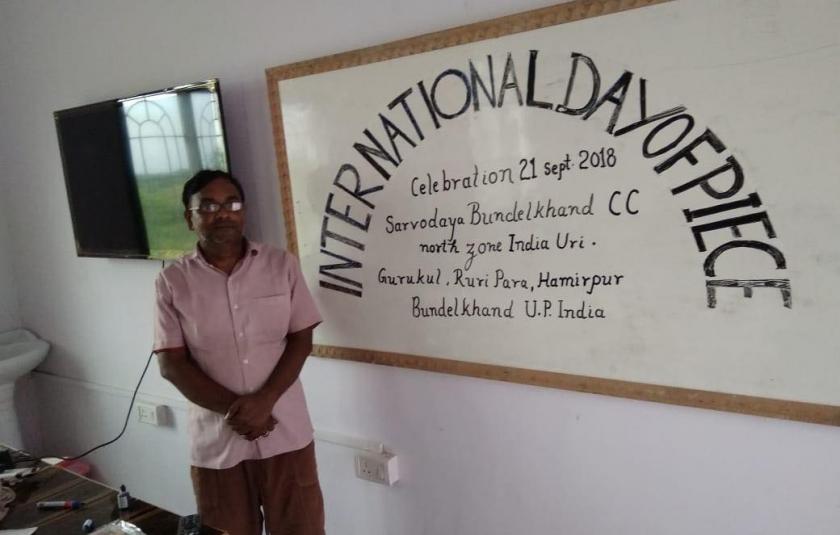 INTERNATIONAL DAY OF PIECE
Celebration 21 sept. 2018
Sarvodaya Bundelkhand CC
north zone India Uri.
Gurukul, Ruri Para, Hamirpur
Bundelkhand U.P. India